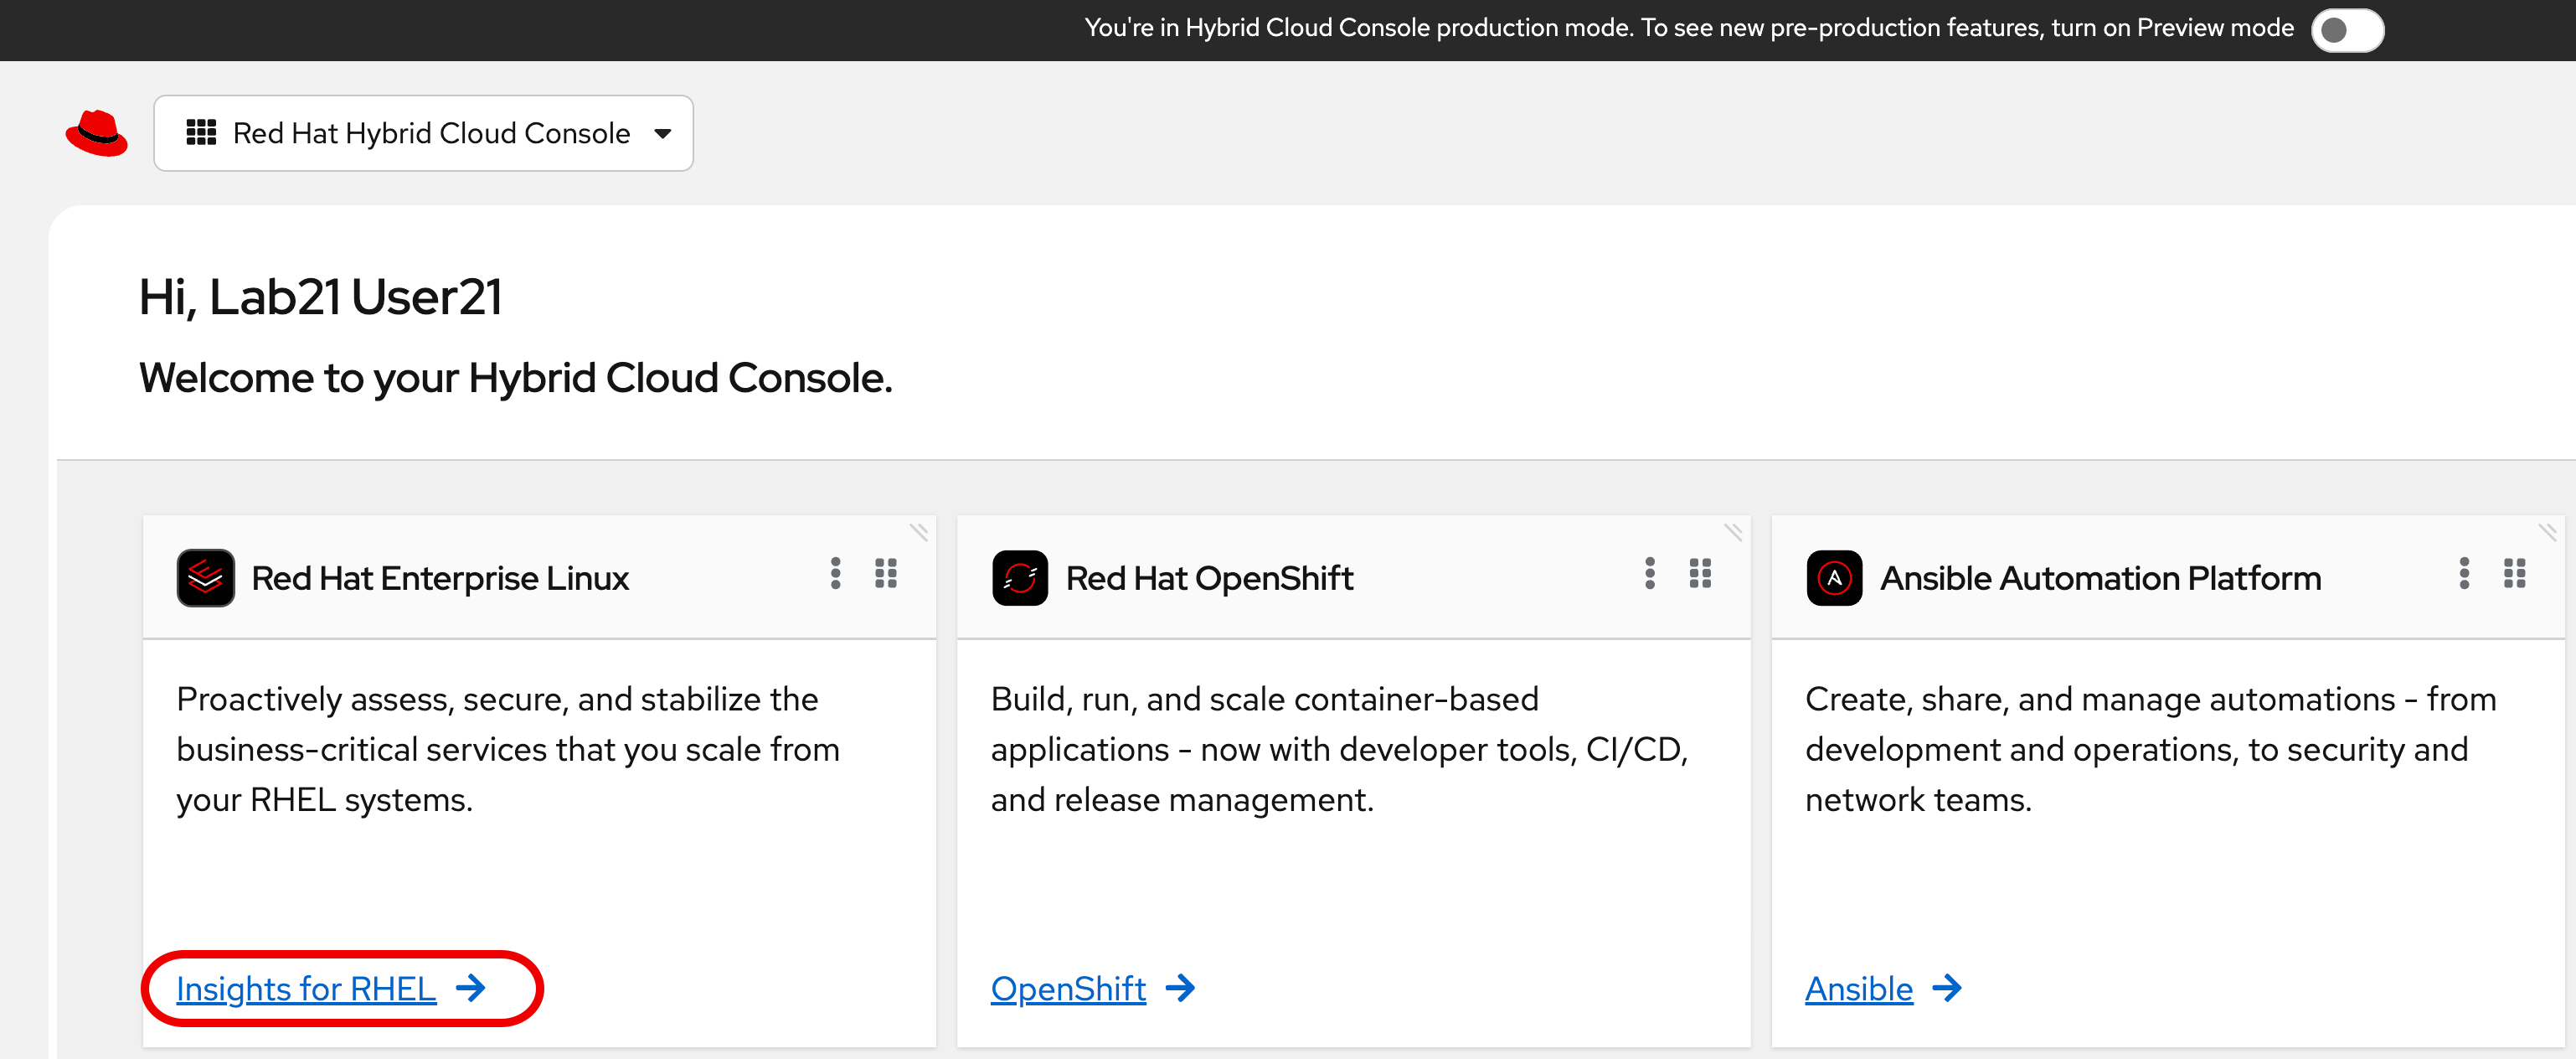 You're in Hybrid Cloud Console production mode. To see new pre-production features, turn on Preview mode
Red Hat Hybrid Cloud Console
Hi, Lab21 User21
Welcome to your Hybrid Cloud Console.
Red Hat Enterprise Linux
Proactively assess, secure, and stabilize the
business-critical services that you scale from
your RHEL systems.
Insights for RHEL
Red Hat OpenShift
Build, run, and scale container-based
applications - now with developer tools, CI/CD,
and release management.
OpenShift
Ansible Automation Platform
Create, share, and manage automations - from
development and operations, to security and
network teams.
Ansible